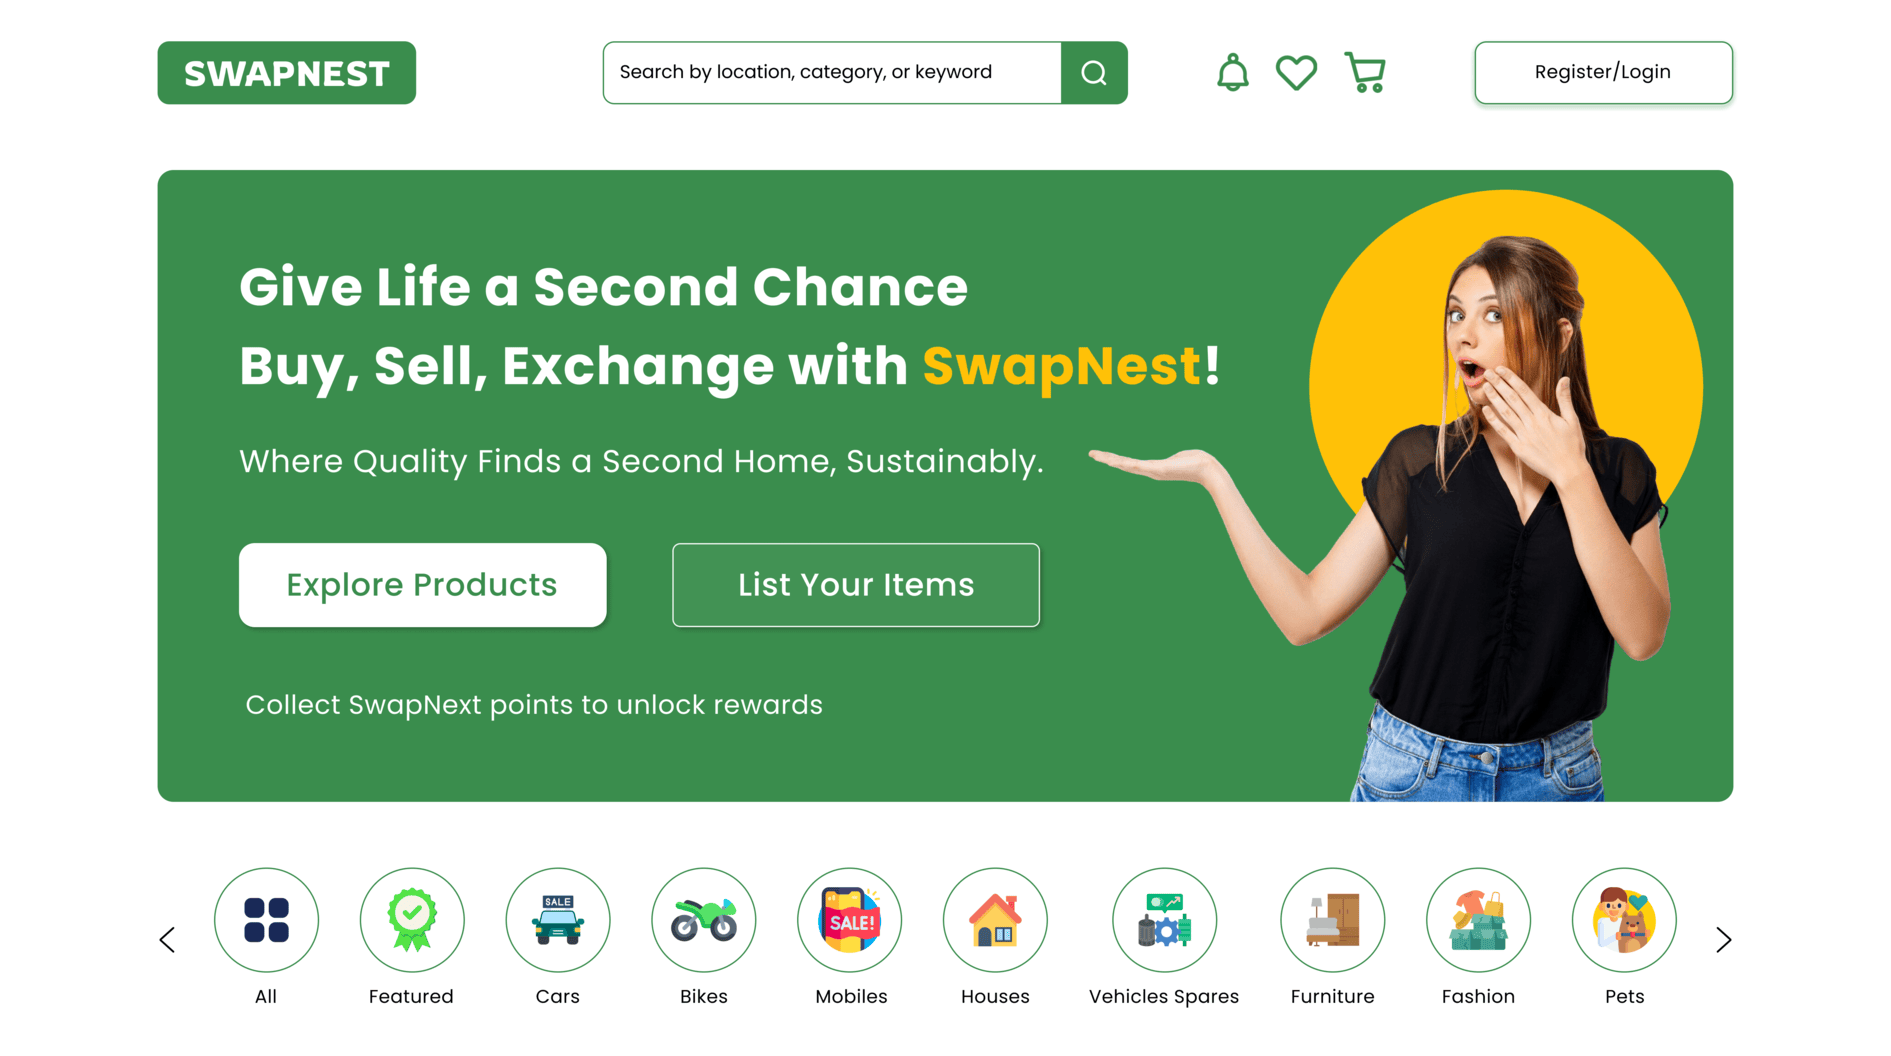 SWAPNEST
Search by location, category, or keyword
Register/Login
Give Life a Second Chance
Buy, Sell, Exchange with SwapNest!
Where Quality Finds a Second Home, Sustainably.
Explore Products
List Your Items
Collect SwapNext points to unlock rewards
SALE
SALE!
All
Featured
Cars
Bikes
Mobiles
Houses
Vehicles Spares
Furniture
Fashion
Pets